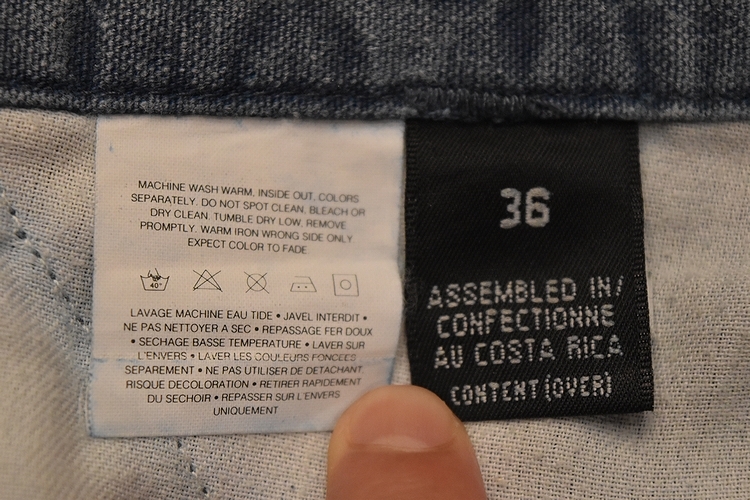 MACHINE WASH WARM, INSIDE OUT, COLORS
SEPARATELY. DO NOT SPOT CLEAN, BLEACH OR
DRY CLEAN. TUMBLE DRY LOW, REMOVE
PROMPTLY. WARM IRON WRONG SIDE ONLY
EXPECT COLOR TO FADE
40°
LAVAGE MACHINE EAU TIDE • JAVEL INTERDIT •
NE PAS NETTOYER A SEC • REPASSAGE FER DOUX
• SECHAGE BASSE TEMPERATURE • LAVER SUR
L'ENVERS • LAVER LES COULEURS FONCEES
SEPAREMENT • NE PAS UTILISER DE DETACHANT
RISQUE DECOLORATION • RETIRER RAPIDEMENT
DU SECHOIR • REPASSER SUR L'ENVERS
UNIQUEMENT
36
ASSEMBLED IN/
CONFECTIONNE
AU COSTA RICA
CONTENT(OVER)